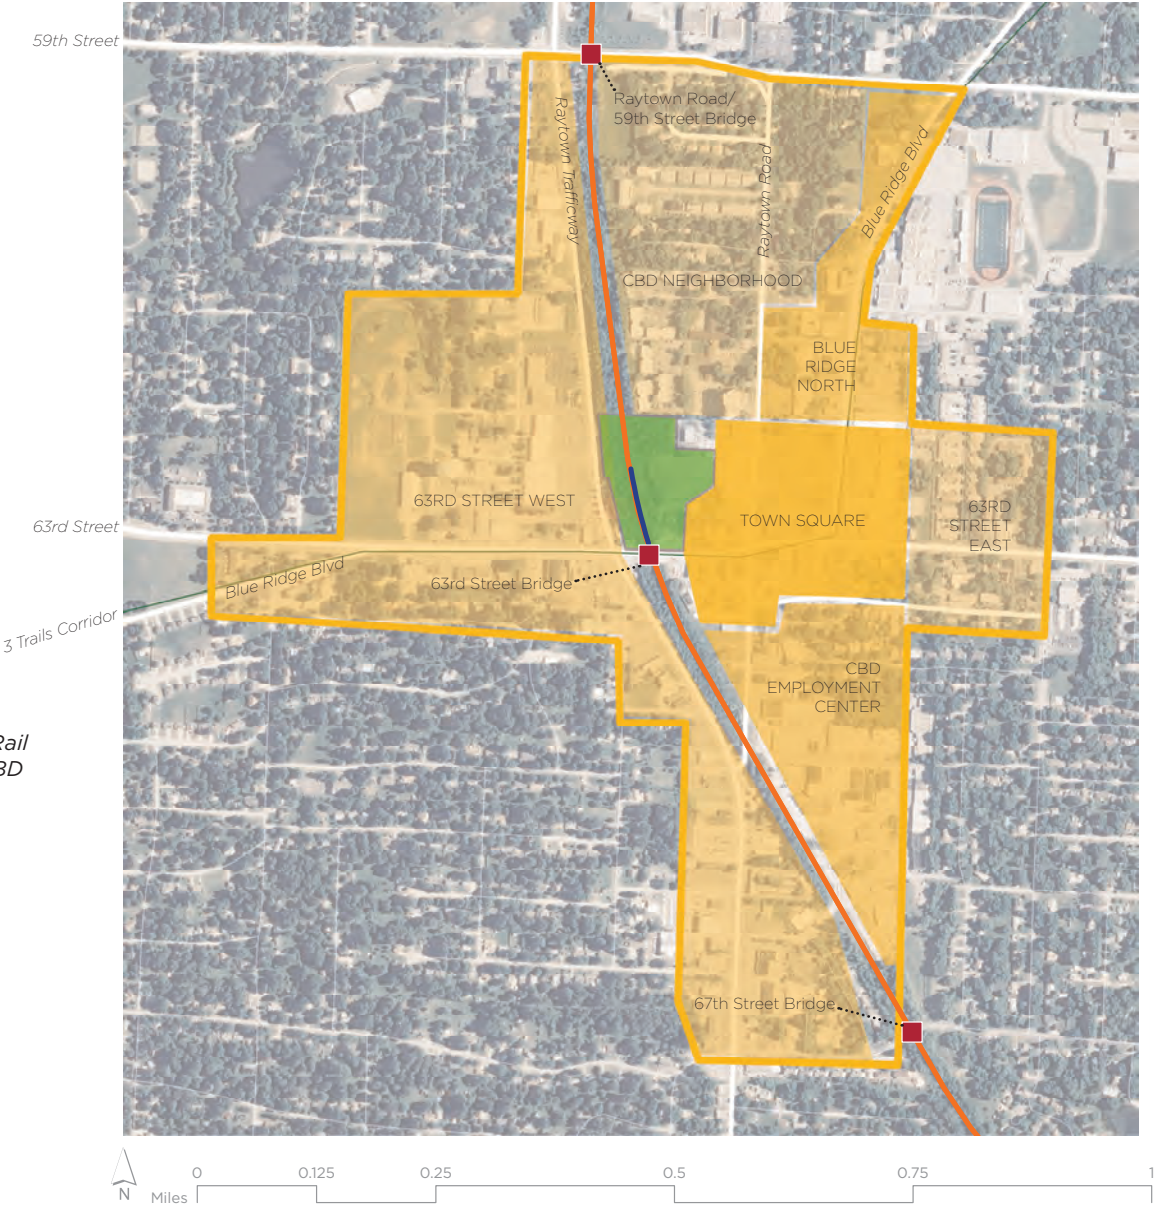 59th Street
Raytown Road/
59th Street Bridge
Raytown Trafficway
Raytown Road
Blue Ridge Blvd
CBD NEIGHBORHOOD
BLUE
RIDGE
NORTH
63RD STREET WEST
TOWN SQUARE
63RD
STREET
EAST
63rd Street
Blue Ridge Blvd
63rd Street Bridge
3 Trails Corridor
CBD
EMPLOYMENT
CENTER
Rail
BD
67th Street Bridge
N
Miles
0
0.125
0.25
0.5
0.75
1